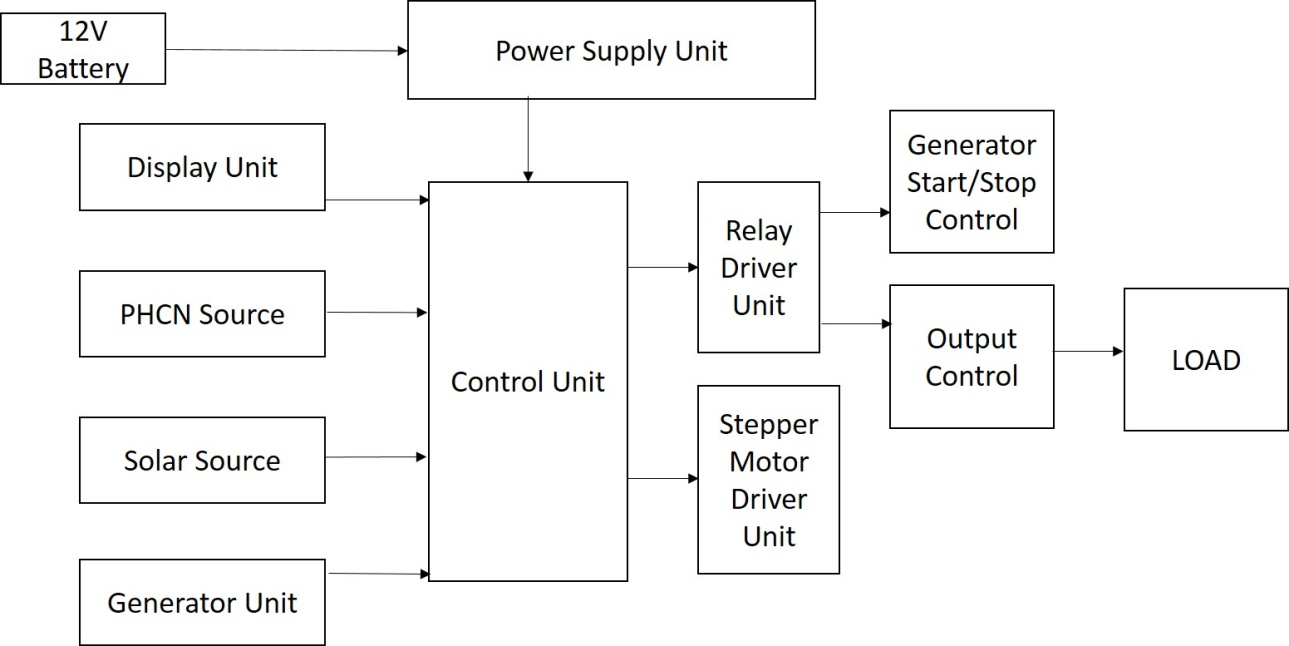 12V
Battery
Power Supply Unit
Display Unit
PHCN Source
Solar Source
Generator Unit
Control Unit
Relay
Driver
Unit
Stepper
Motor
Driver
Unit
Generator
Start/Stop
Control
Output
Control
LOAD